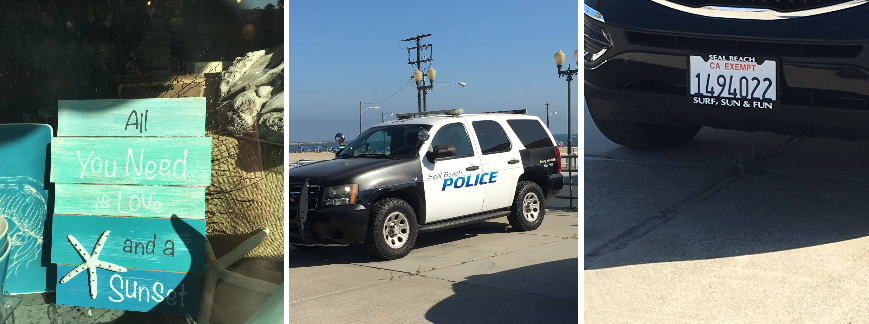 All
You Need
is Love
and a
Sunset
Seal Beach
POLICE
SEAL BEACH
CA EXEMPT
1494022
SURF, SUN & FUN